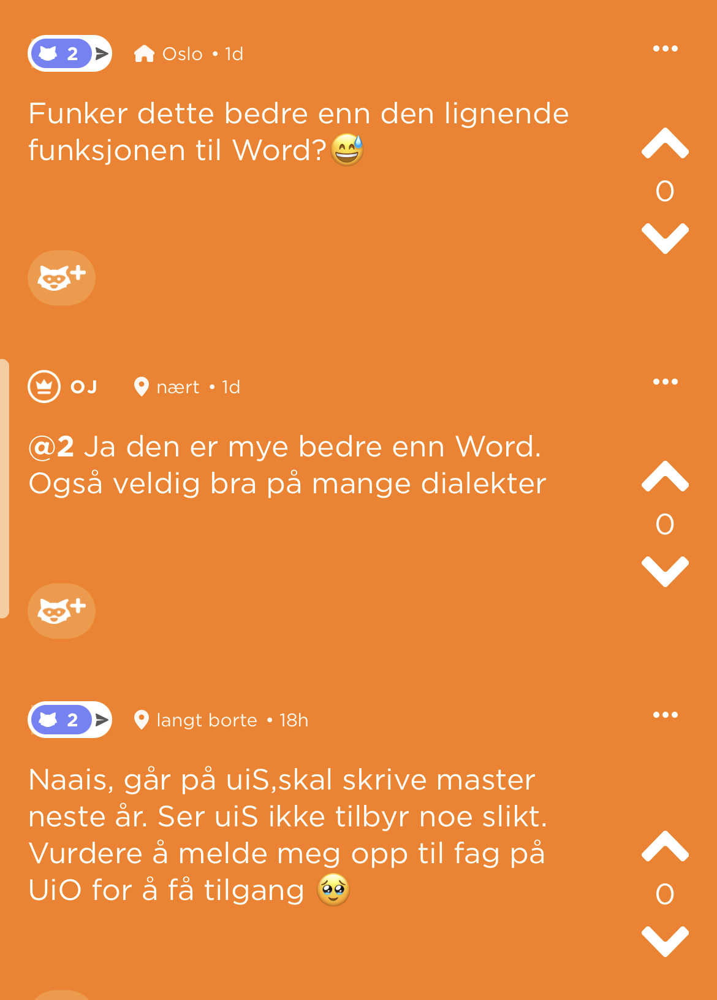 2 Oslo • 1d
Funker dette bedre enn den lignende
funksjonen til Word?😅
0
OJ nært • 1d
@2 Ja den er mye bedre enn Word.
Også veldig bra på mange dialekter
0
2 langt borte • 18h
Naais, går på uiS,skal skrive master
neste år. Ser uiS ikke tilbyr noe slikt.
Vurdere å melde meg opp til fag på
UiO for å få tilgang 🥹
0